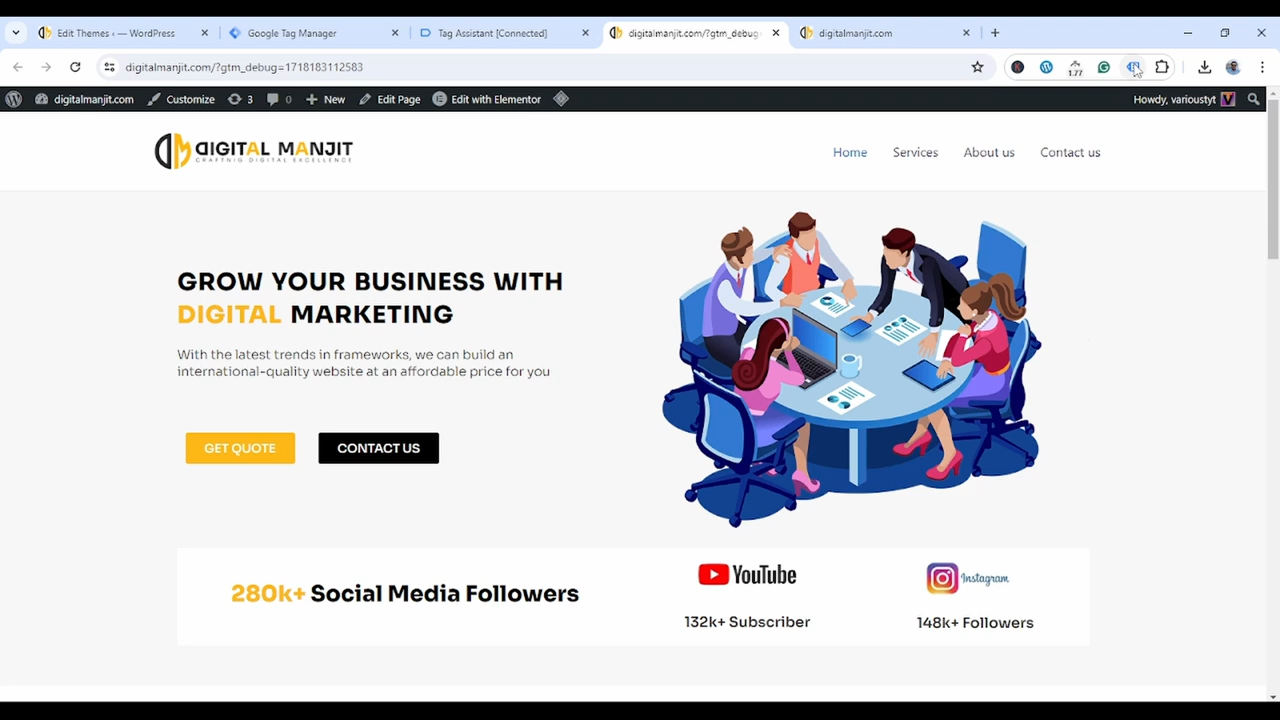 Edit Themes ‹ — WordPress
Google Tag Manager
Tag Assistant [Connected]
digitalmanjit.com/?gtm_debug
digitalmanjit.com
digitalmanjit.com/?gtm_debug=1718183112583
1.77
digitalmanjit.com
Customize
3
0
New
Edit Page
Edit with Elementor
Howdy, varioustyt
DIGITAL MANJIT
CRAFTNIG DIGITAL EXCELLENCE
Home
Services
About us
Contact us
GROW YOUR BUSINESS WITH
DIGITAL MARKETING
With the latest trends in frameworks, we can build an
international-quality website at an affordable price for you
GET QUOTE
CONTACT US
280k+ Social Media Followers
YouTube
132k+ Subscriber
Instagram
148k+ Followers